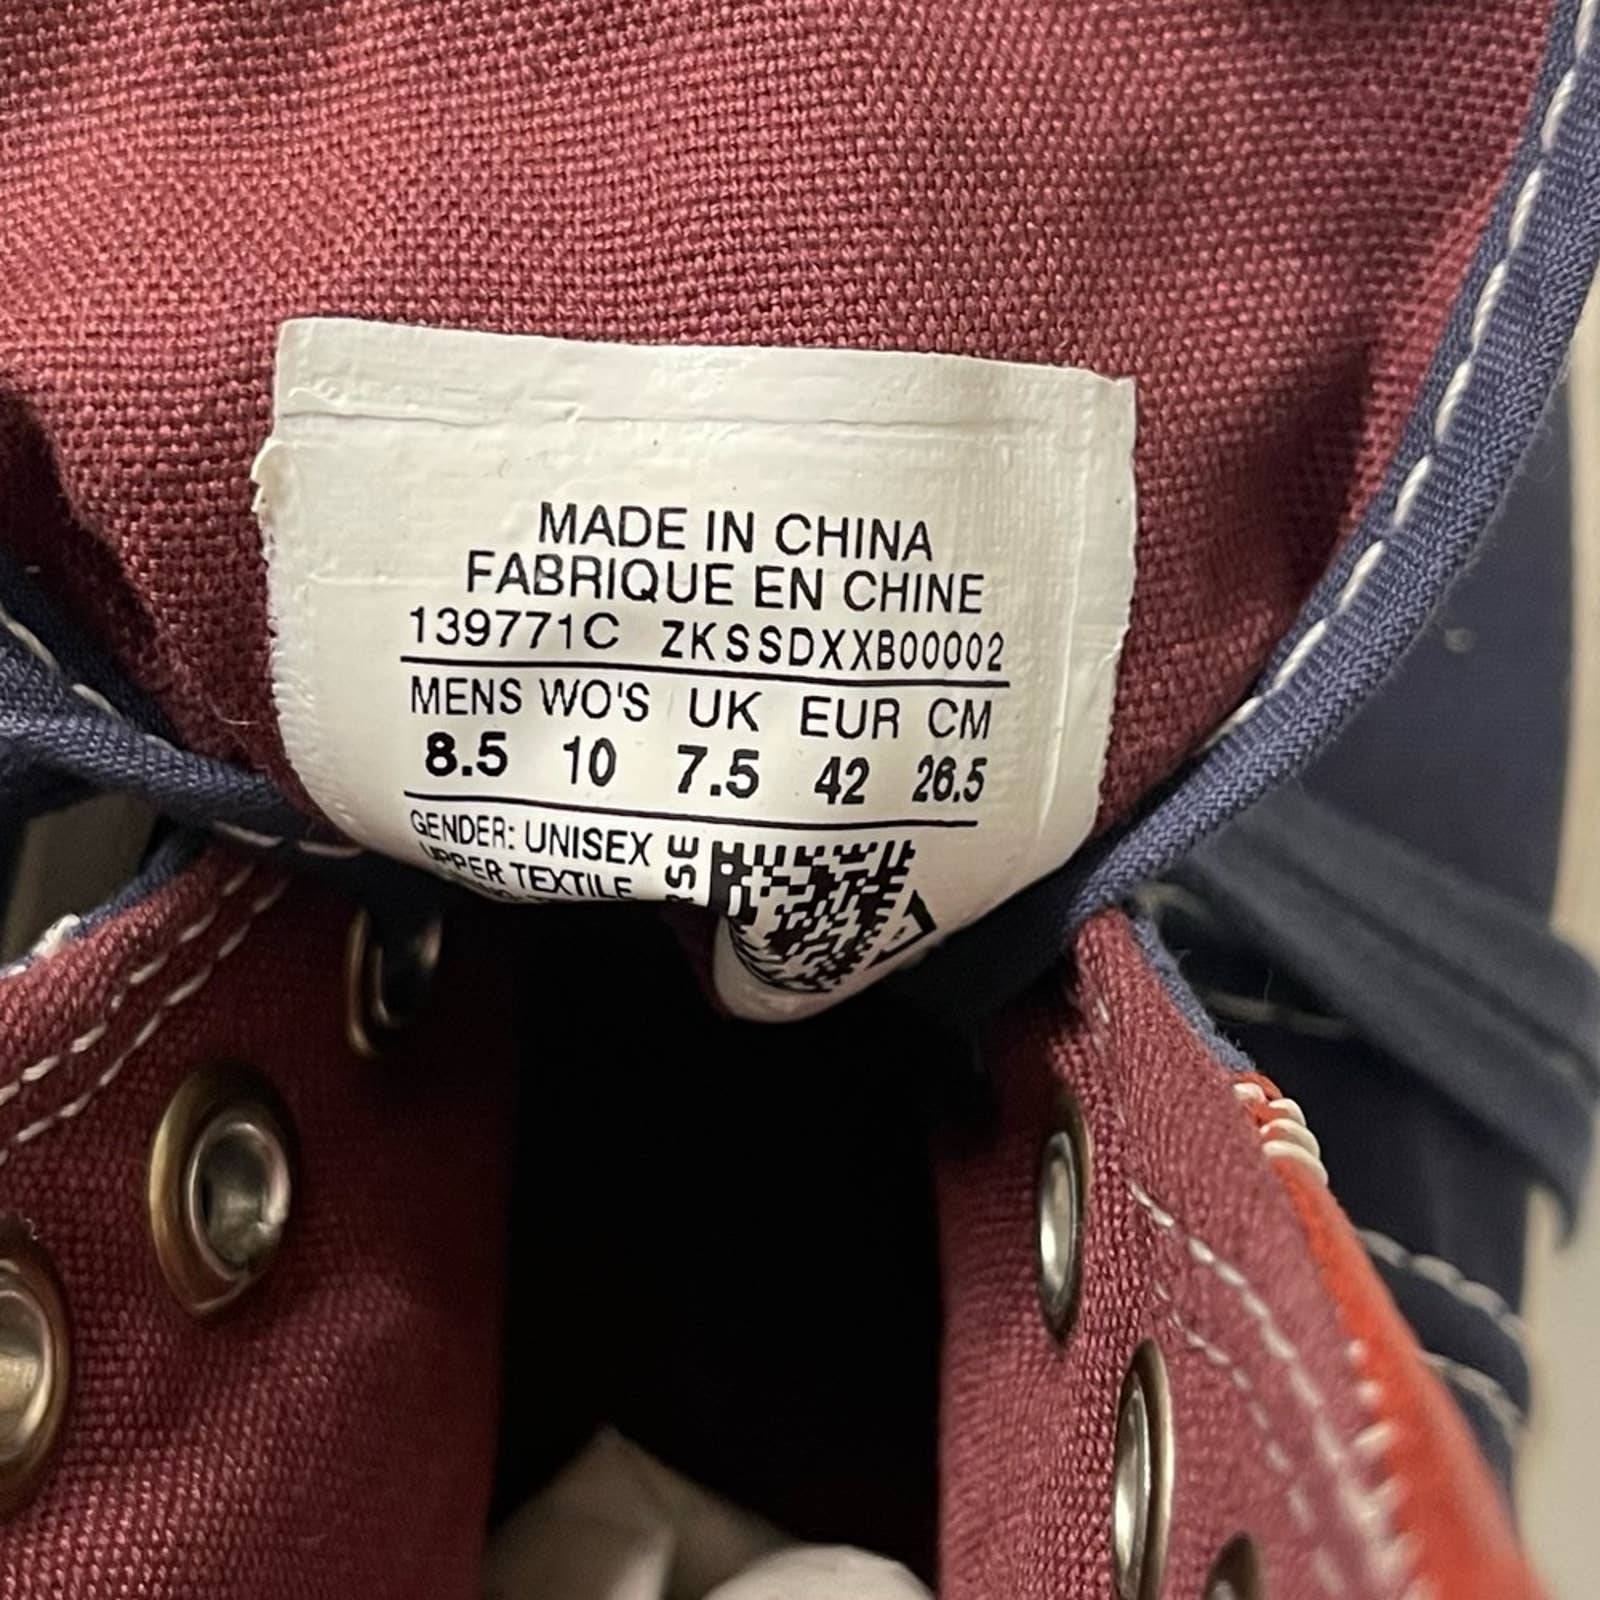 MADE IN CHINA
FABRIQUE EN CHINE
139771C ZKSSDXXB00002
MENS WO'S UK EUR CM
8.5 10 7.5 42 26.5
GENDER: UNISEX
UPPER TEXTILE